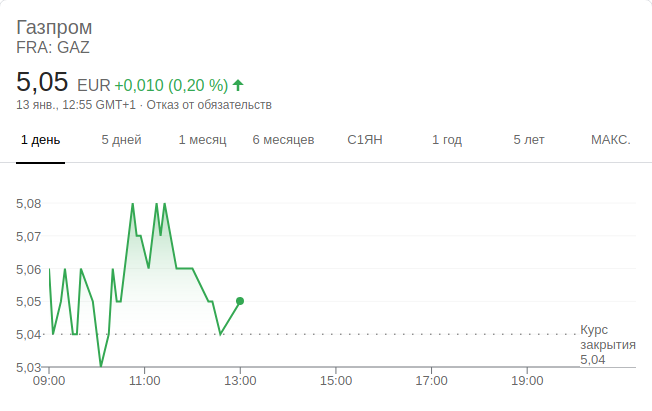 Газпром
FRA: GAZ
5,05 EUR +0,010 (0,20 %)
13 янв., 12:55 GMT+1 · Отказ от обязательств
1 день 5 дней 1 месяц 6 месяцев С1ЯН 1 год 5 лет МАКС.
5,08
5,07
5,06
5,05
5,04
5,03
Курс
закрытия
5,04
09:00 11:00 13:00 15:00 17:00 19:00